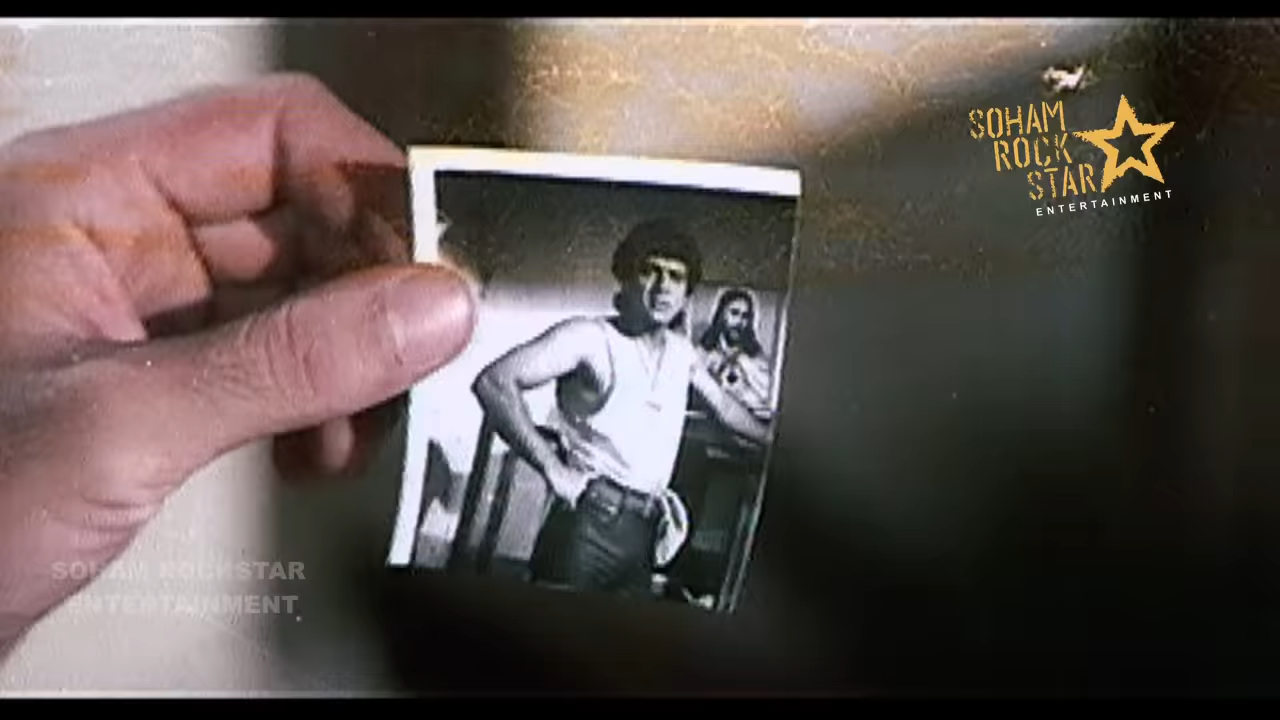 SOHAM
ROCK
STAR
ENTERTAINMENT
SOHAM ROCKSTAR
ENTERTAINMENT